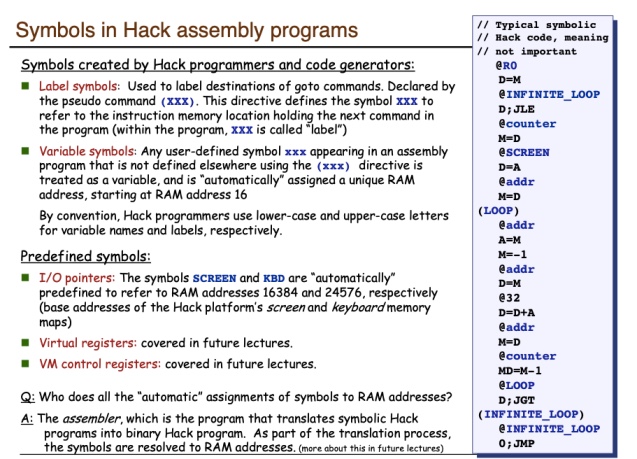 Symbols in Hack assembly programs
Symbols created by Hack programmers and code generators:
Label symbols: Used to label destinations of goto commands. Declared by
the pseudo command (XXX). This directive defines the symbol XXX to
refer to the instruction memory location holding the next command in
the program (within the program, XXX is called “label”)
Variable symbols: Any user-defined symbol xxx appearing in an assembly
program that is not defined elsewhere using the (xxx) directive is
treated as a variable, and is “automatically” assigned a unique RAM
address, starting at RAM address 16
By convention, Hack programmers use lower-case and upper-case letters
for variable names and labels, respectively.
Predefined symbols:
I/O pointers: The symbols SCREEN and KBD are “automatically”
predefined to refer to RAM addresses 16384 and 24576, respectively
(base addresses of the Hack platform’s screen and keyboard memory
maps)
Virtual registers: covered in future lectures.
VM control registers: covered in future lectures.
Q: Who does all the “automatic” assignments of symbols to RAM addresses?
A: The assembler, which is the program that translates symbolic Hack
programs into binary Hack program. As part of the translation process,
the symbols are resolved to RAM addresses. (more about this in future lectures)
// Typical symbolic
// Hack code, meaning
// not important
@R0
D=M
@INFINITE_LOOP
D;JLE
@counter
M=D
@SCREEN
D=A
@addr
M=D
(LOOP)
@addr
A=M
M=-1
@addr
D=M
@32
D=D+A
@addr
M=D
@counter
MD=M-1
@LOOP
D;JGT
(INFINITE_LOOP)
@INFINITE_LOOP
0;JMP